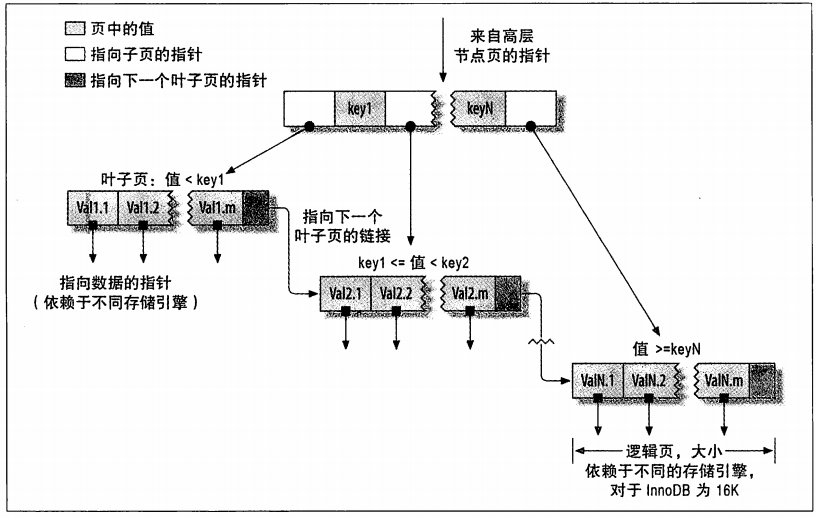 页中的值
指向子页的指针
指向下一个叶子页的指针
来自高层
节点页的指针
key1
keyN
叶子页：值 < key1
Val1.1
Val1.2
Val1.m
指向下一个
叶子页的链接
key1 <= 值 < key2
指向数据的指针
（依赖于不同存储引擎）
Val2.1
Val2.2
Val2.m
值 >=keyN
ValN.1
ValN.2
ValN.m
逻辑页，大小
依赖于不同的存储引擎，
对于 InnoDB 为 16K